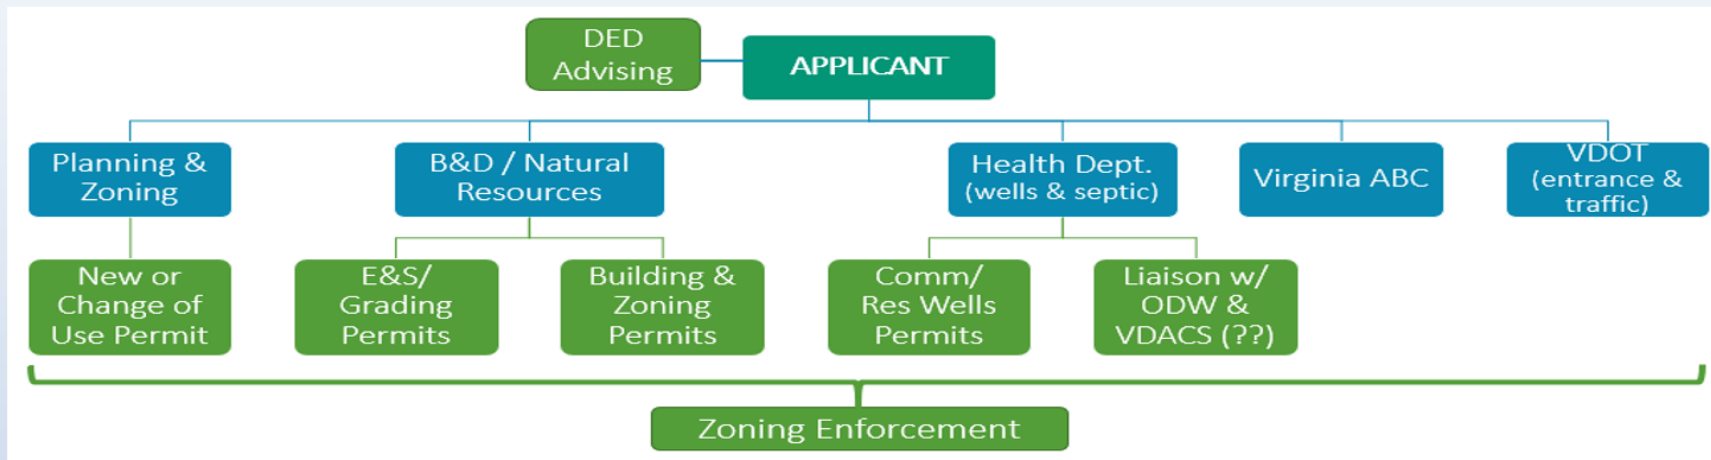 DED
Advising
APPLICANT
Planning &
Zoning
B&D / Natural
Resources
Health Dept.
(wells & septic)
Virginia ABC
VDOT
(entrance &
traffic)
New or
Change of
Use Permit
E&S/
Grading
Permits
Building &
Zoning
Permits
Comm/
Res Wells
Permits
Liaison w/
ODW &
VDACS (??)
Zoning Enforcement